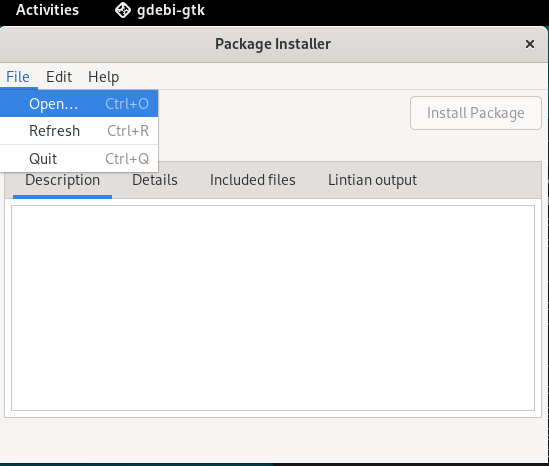 Activities gdebi-gtk
Package Installer ×
File Edit Help
Open... Ctrl+O
Install Package
Refresh Ctrl+R
Quit Ctrl+Q
Description Details Included files Lintian output